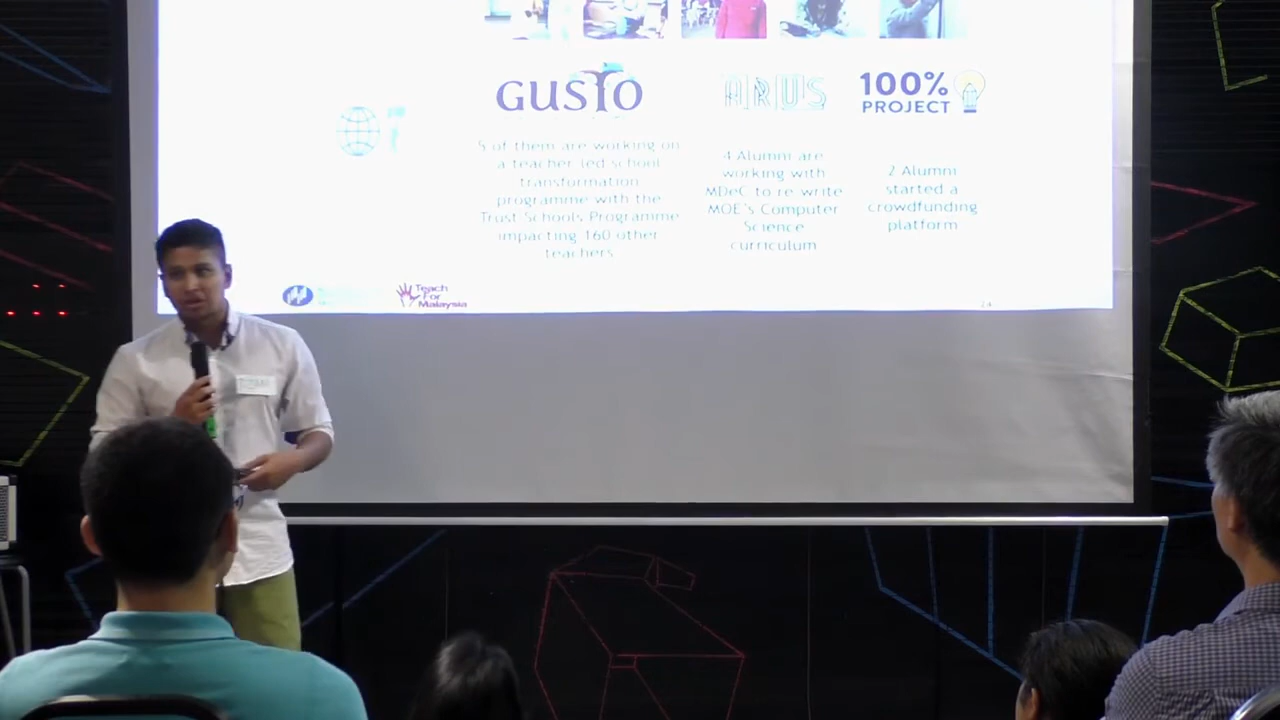 GUSTO
ARUS
100%
PROJECT
5 of them are working on
a teacher led school
transformation
programme with the
Trust Schools Programme
impacting 160 other
teachers
4 Alumni are
working with
MDeC to re-write
MOE's Computer
Science
curriculum
2 Alumni
started a
crowdfunding
platform
Teach
For
Malaysia